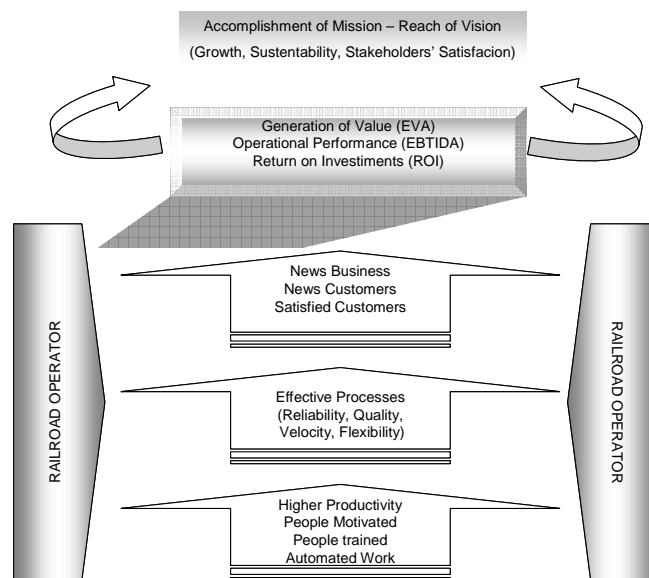 Accomplishment of Mission – Reach of Vision
(Growth, Sustentability, Stakeholders' Satisfacion)
Generation of Value (EVA)
Operational Performance (EBTIDA)
Return on Investments (ROI)
RAILROAD OPERATOR
News Business
News Customers
Satisfied Customers
Effective Processes
(Reliability, Quality,
Velocity, Flexibility)
Higher Productivity
People Motivated
People trained
Automated Work
RAILROAD OPERATOR